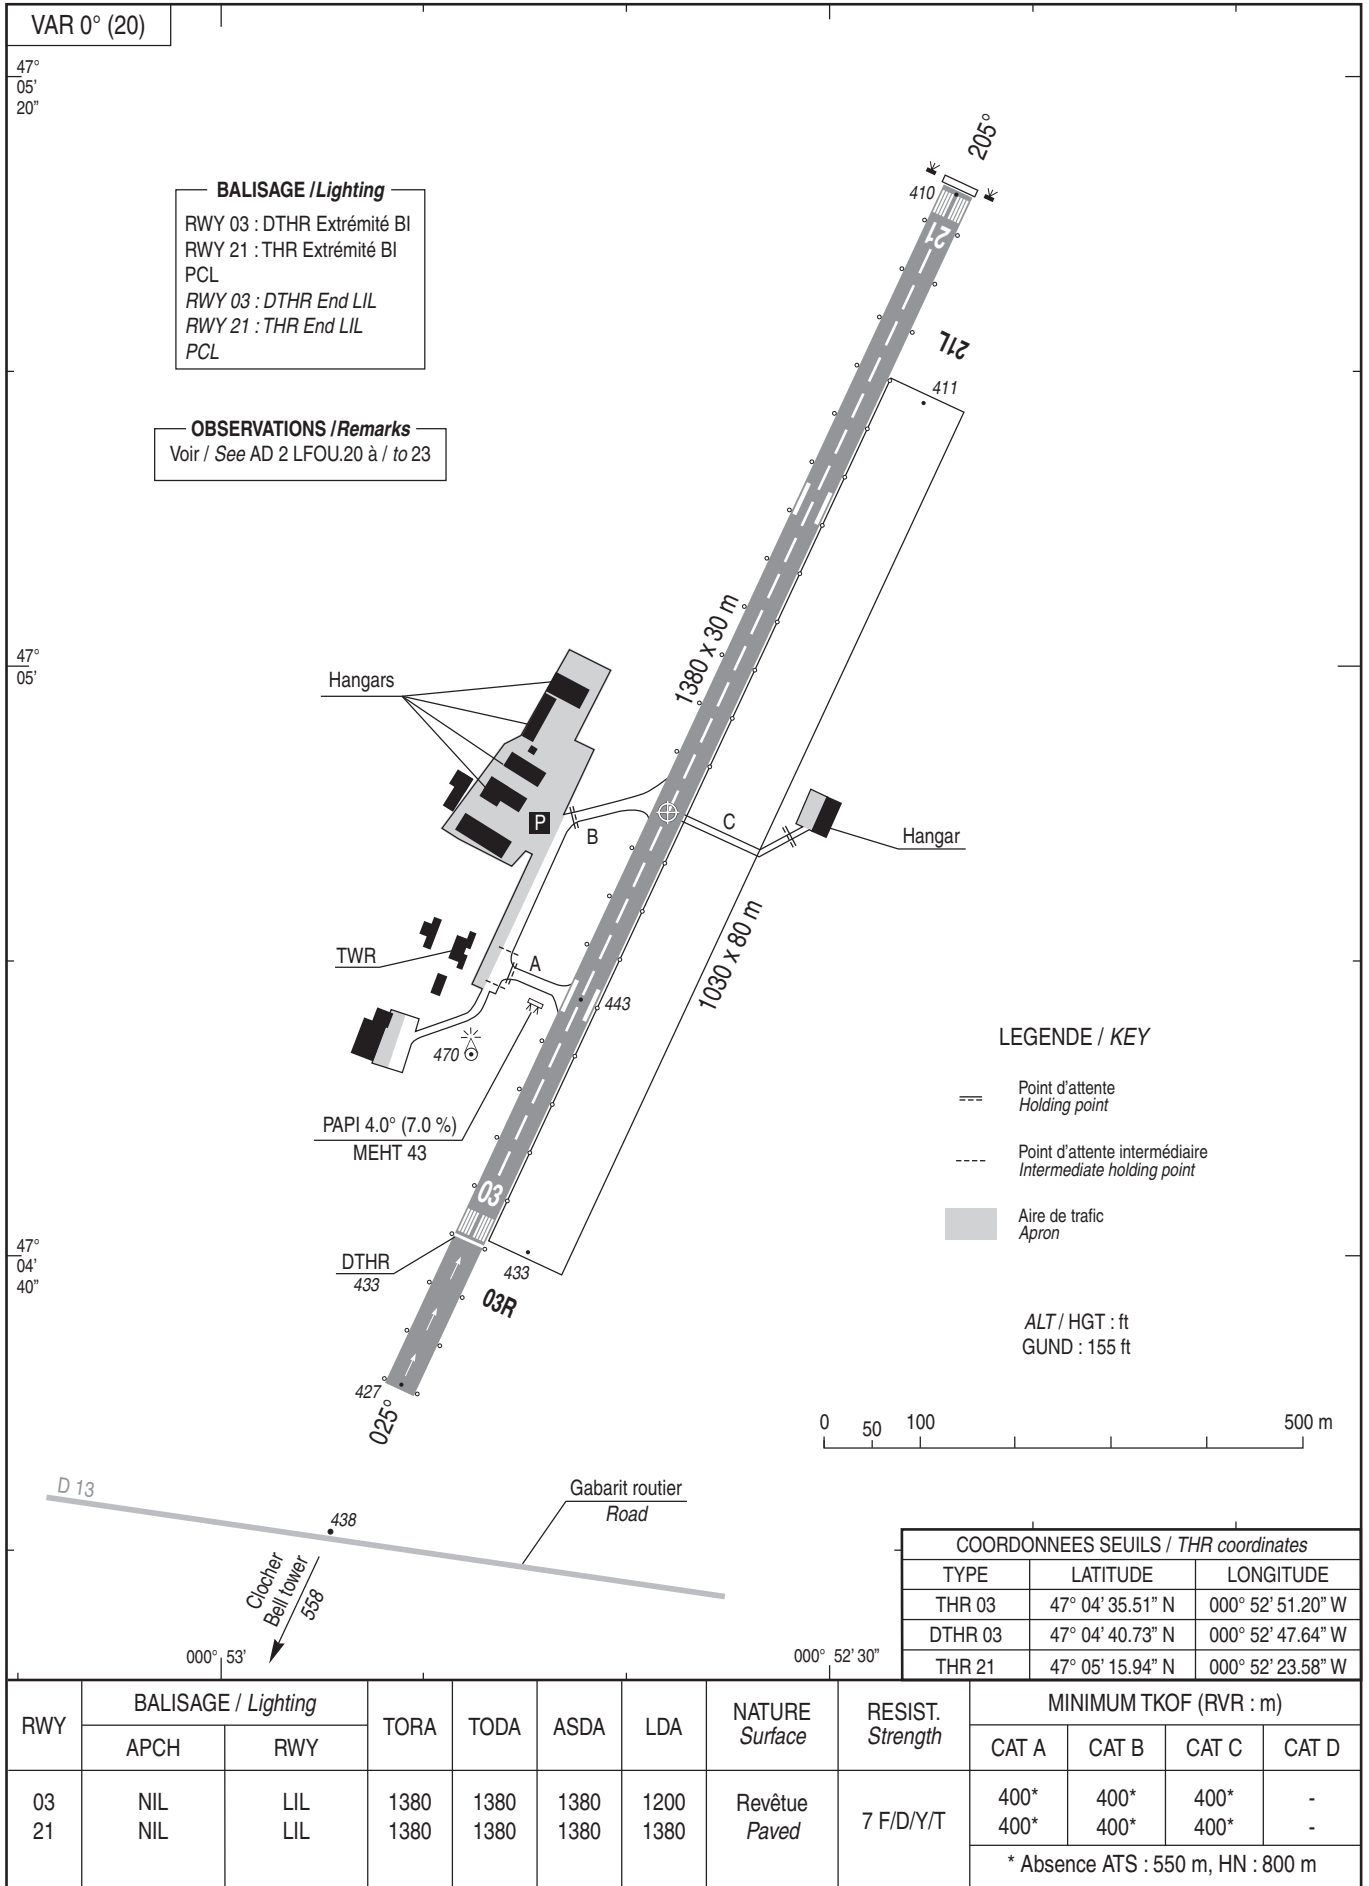 VAR 0° (20)
47°
05'
20"
205°
410
BALISAGE / Lighting
RWY 03 : DTHR Extrémité BI
RWY 21 : THR Extrémité BI
PCL
RWY 03 : DTHR End LIL
RWY 21 : THR End LIL
PCL
21
21L
411
OBSERVATIONS / Remarks
Voir / See AD 2 LFOU.20 à / to 23
1380 x 30 m
47°
05'
Hangars
P
B
C
Hangar
1030 x 80 m
TWR
A
443
470
LEGENDE / KEY
Point d'attente
Holding point
Point d'attente intermédiaire
Intermediate holding point
Aire de trafic
Apron
PAPI 4.0° (7.0 %)
MEHT 43
03
47°
04'
40"
DTHR
433
433
03R
ALT / HGT : ft
GUND : 155 ft
427
025°
0 50 100 500 m
D 13
438
Gabarit routier
Road
Clocher
Bell tower
558
000° 53'
000° 52' 30"
COORDONNEES SEUILS / THR coordinates
TYPE LATITUDE LONGITUDE
THR 03 47° 04' 35.51" N 000° 52' 51.20" W
DTHR 03 47° 04' 40.73" N 000° 52' 47.64" W
THR 21 47° 05' 15.94" N 000° 52' 23.58" W
RWY BALISAGE / Lighting TORA TODA ASDA LDA NATURE RESIST. MINIMUM TKOF (RVR : m)
Surface Strength
APCH RWY CAT A CAT B CAT C CAT D
03 NIL LIL 1380 1380 1380 1200 Revêtue 7 F/D/Y/T 400* 400* 400* -
21 NIL LIL 1380 1380 1380 1380 Paved 400* 400* 400* -
* Absence ATS : 550 m, HN : 800 m